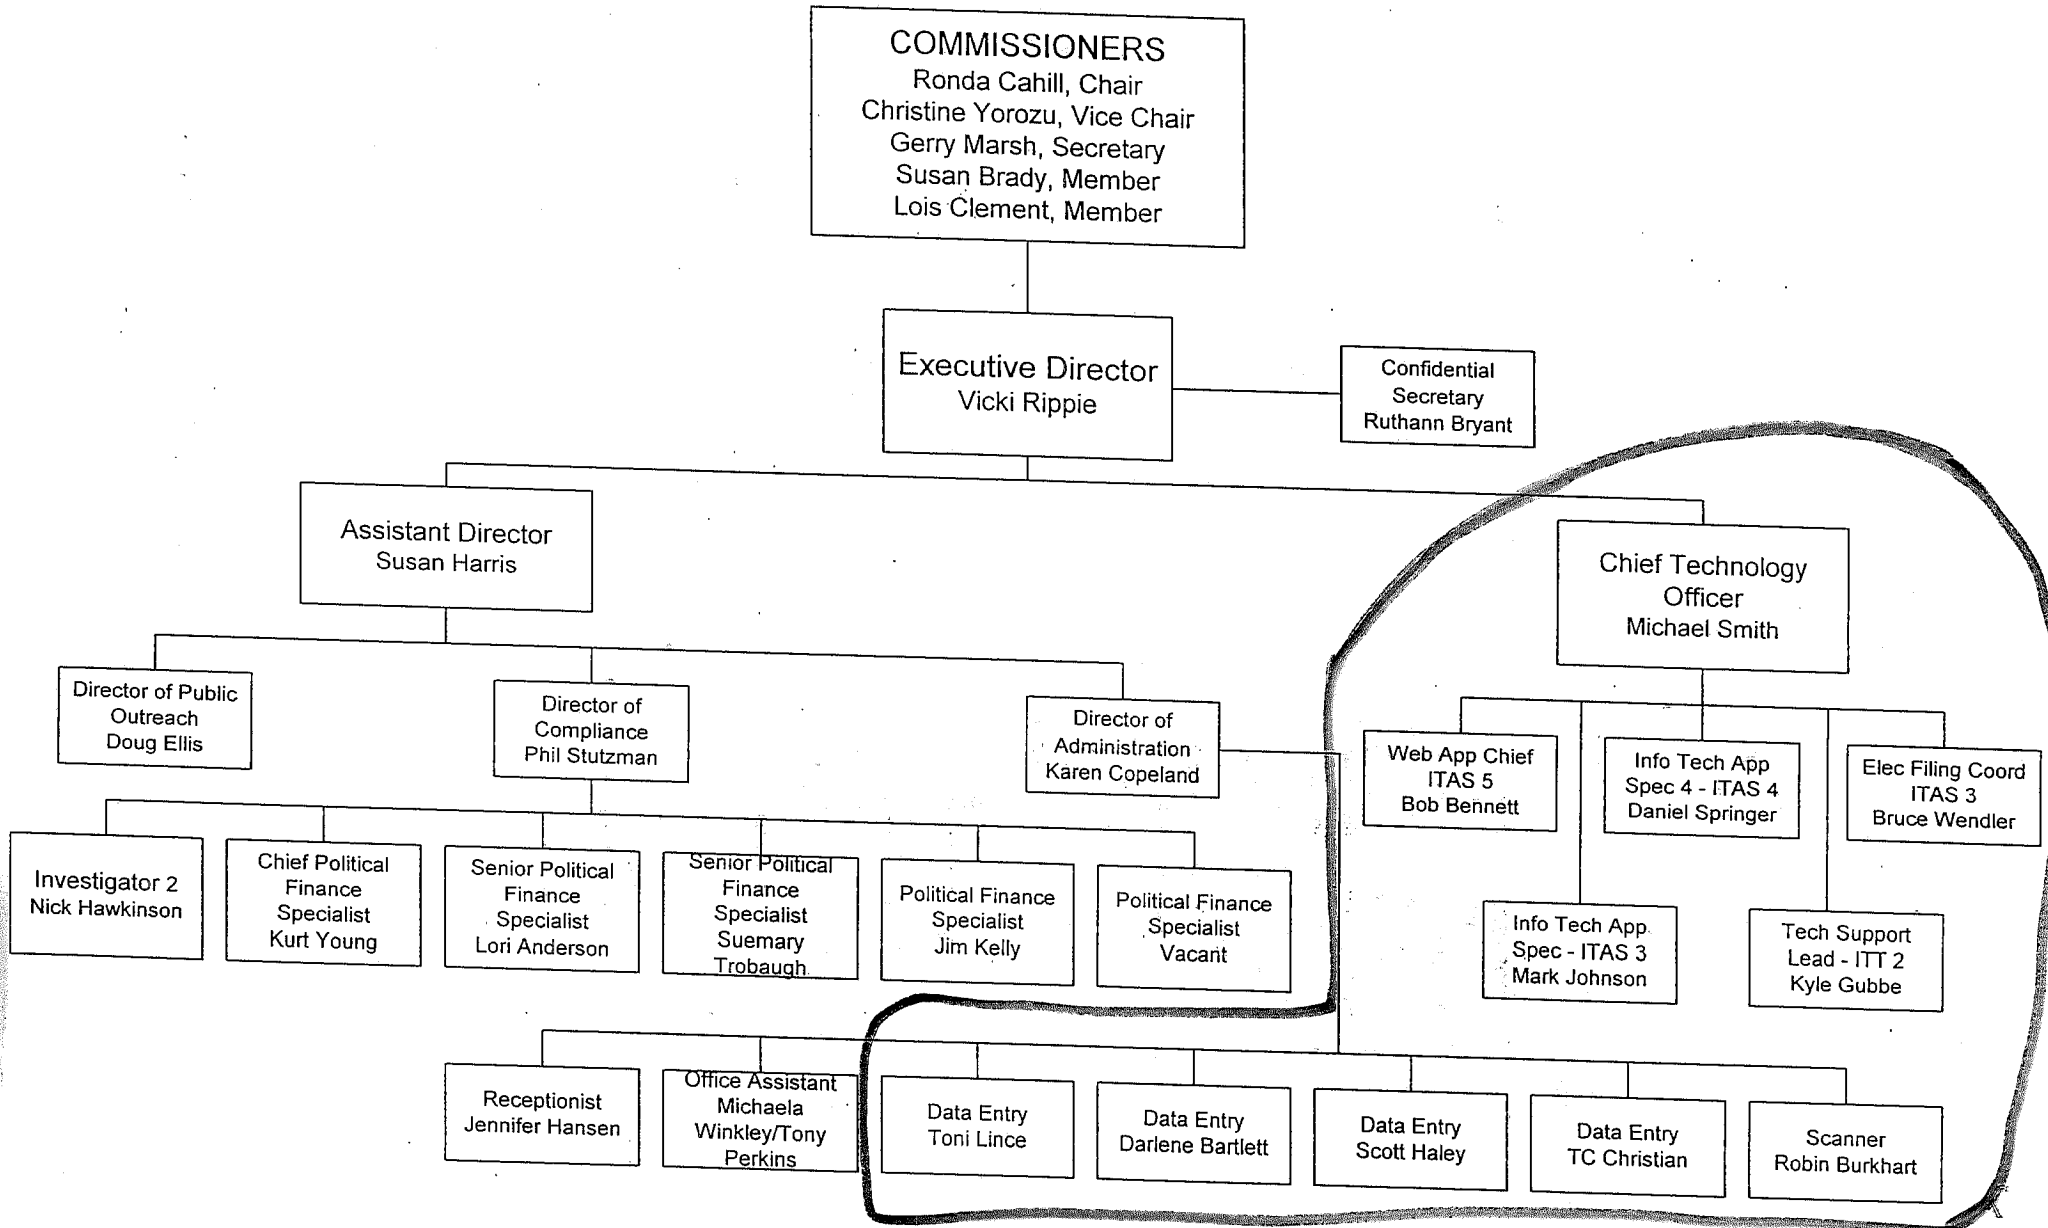 COMMISSIONERS
Ronda Cahill, Chair
Christine Yorozu, Vice Chair
Gerry Marsh, Secretary
Susan Brady, Member
Lois Clement, Member
Executive Director
Vicki Rippie
Confidential
Secretary
Ruthann Bryant
Assistant Director
Susan Harris
Chief Technology
Officer
Michael Smith
Director of Public
Outreach
Doug Ellis
Director of
Compliance
Phil Stutzman
Director of
Administration
Karen Copeland
Web App Chief
ITAS 5
Bob Bennett
Info Tech App
Spec 4 - ITAS 4
Daniel Springer
Elec Filing Coord
ITAS 3
Bruce Wendler
Investigator 2
Nick Hawkinson
Chief Political
Finance
Specialist
Kurt Young
Senior Political
Finance
Specialist
Lori Anderson
Senior Political
Finance
Specialist
Suemary
Trobaugh
Political Finance
Specialist
Jim Kelly
Political Finance
Specialist
Vacant
Info Tech App
Spec - ITAS 3
Mark Johnson
Tech Support
Lead - ITT 2
Kyle Gubbe
Receptionist
Jennifer Hansen
Office Assistant
Michaela
Winkley/Tony
Perkins
Data Entry
Toni Lince
Data Entry
Darlene Bartlett
Data Entry
Scott Haley
Data Entry
TC Christian
Scanner
Robin Burkhart